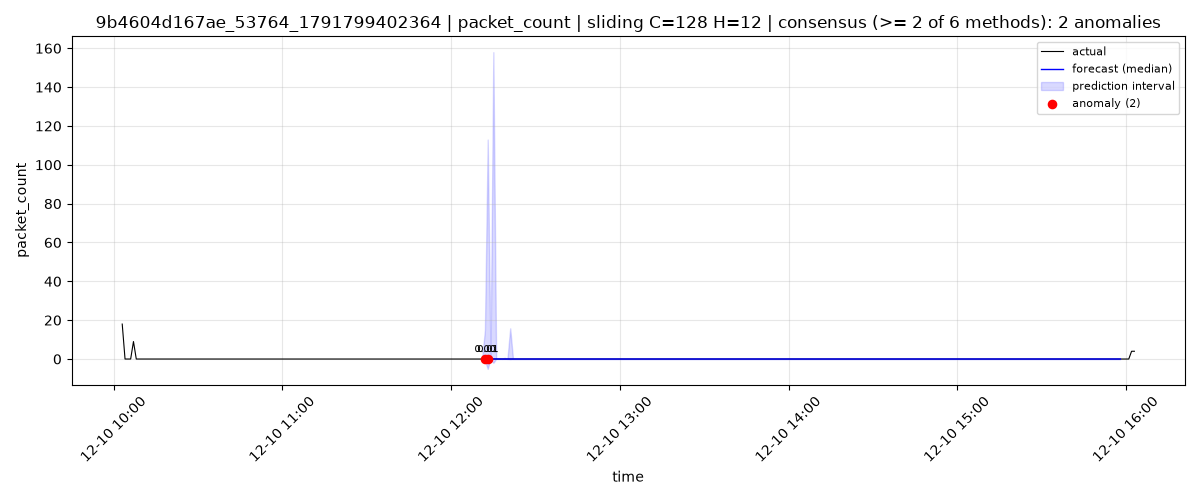 9b4604d167ae_53764_1791799402364 | packet_count | sliding C=128 H=12 | consensus (>= 2 of 6 methods): 2 anomalies
actual
forecast (median)
prediction interval
anomaly (2)
160
140
120
100
80
60
40
20
0
packet_count
12-10 10:00
12-10 11:00
12-10 12:00
12-10 13:00
12-10 14:00
12-10 15:00
12-10 16:00
time